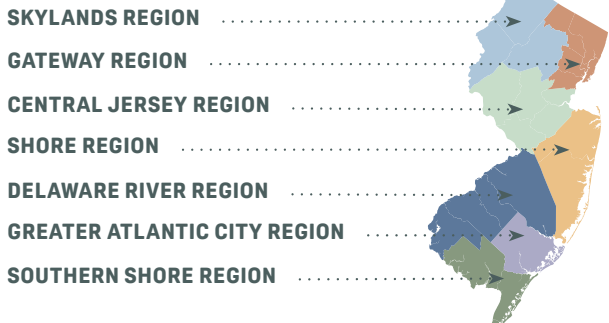 SKYLANDS REGION
GATEWAY REGION
CENTRAL JERSEY REGION
SHORE REGION
DELAWARE RIVER REGION
GREATER ATLANTIC CITY REGION
SOUTHERN SHORE REGION